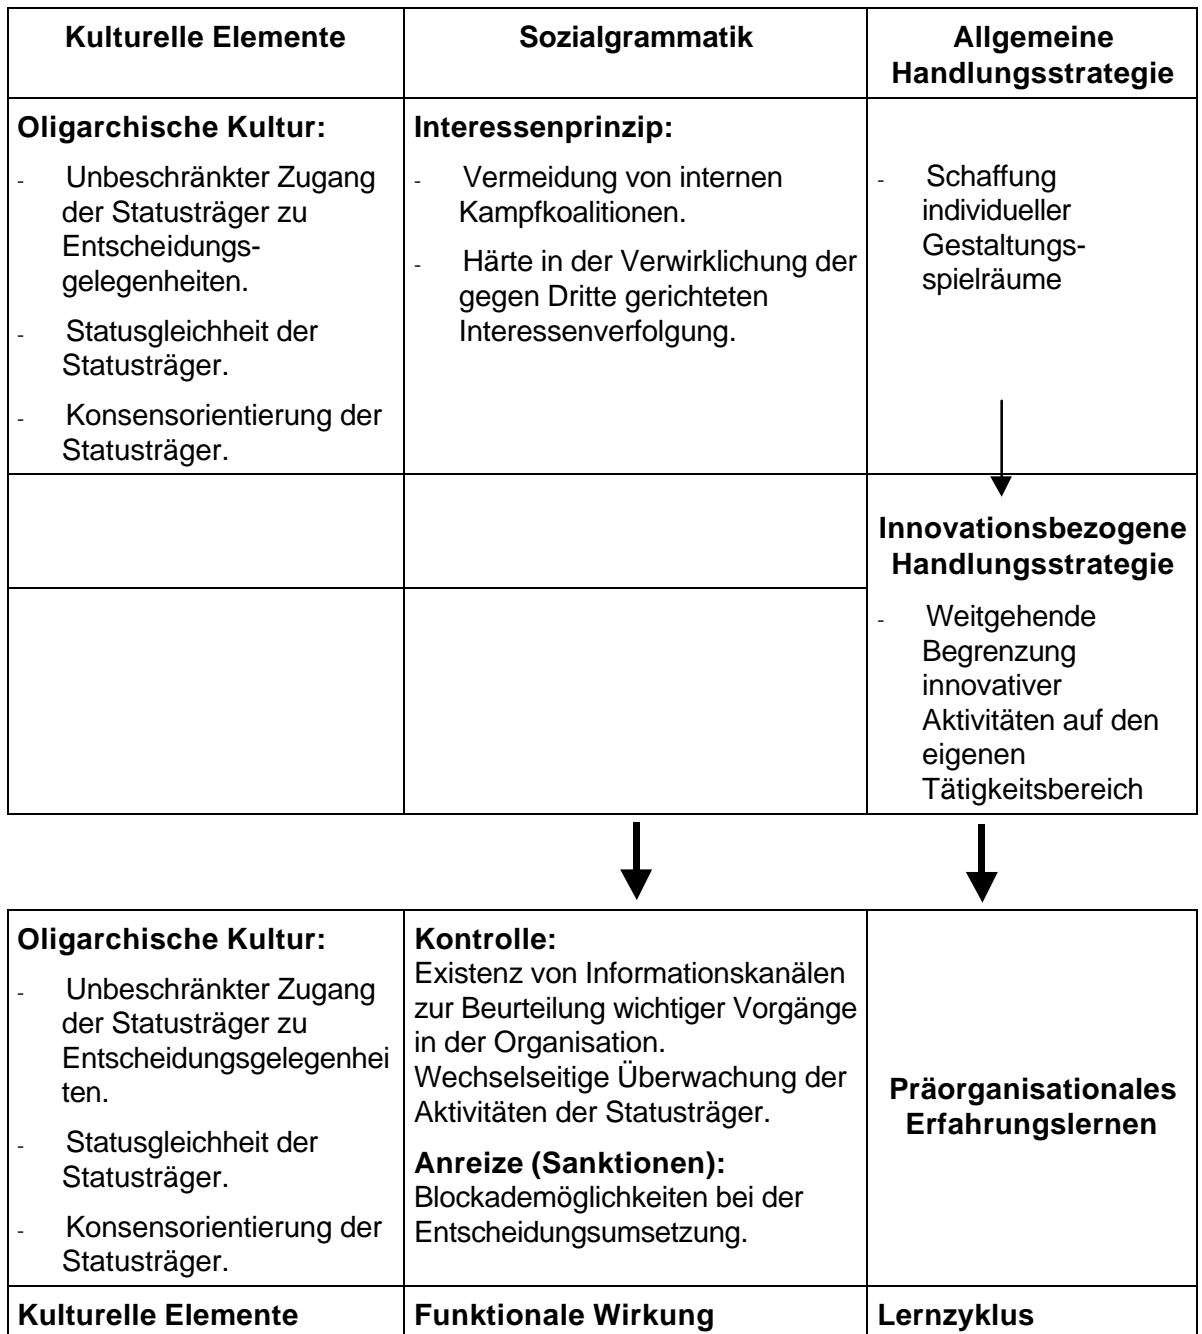 Kulturelle Elemente
Sozialgrammatik
Allgemeine
Handlungsstrategie
Oligarchische Kultur:
- Unbeschränkter Zugang
der Statusträger zu
Entscheidungs-
gelegenheiten.
- Statusgleichheit der
Statusträger.
- Konsensorientierung der
Statusträger.
Interessenprinzip:
- Vermeidung von internen
Kampfkoalitionen.
- Härte in der Verwirklichung der
gegen Dritte gerichteten
Interessenverfolgung.
- Schaffung
individueller
Gestaltungs-
spielräume
Innovationsbezogene
Handlungsstrategie
- Weitgehende
Begrenzung
innovativer
Aktivitäten auf den
eigenen
Tätigkeitsbereich
Oligarchische Kultur:
- Unbeschränkter Zugang
der Statusträger zu
Entscheidungsgelegenhei
ten.
- Statusgleichheit der
Statusträger.
- Konsensorientierung der
Statusträger.
Kontrolle:
Existenz von Informationskanälen
zur Beurteilung wichtiger Vorgänge
in der Organisation.
Wechselseitige Überwachung der
Aktivitäten der Statusträger.
Anreize (Sanktionen):
Blockademöglichkeiten bei der
Entscheidungsumsetzung.
Präorganisationales
Erfahrungslernen
Kulturelle Elemente
Funktionale Wirkung
Lernzyklus